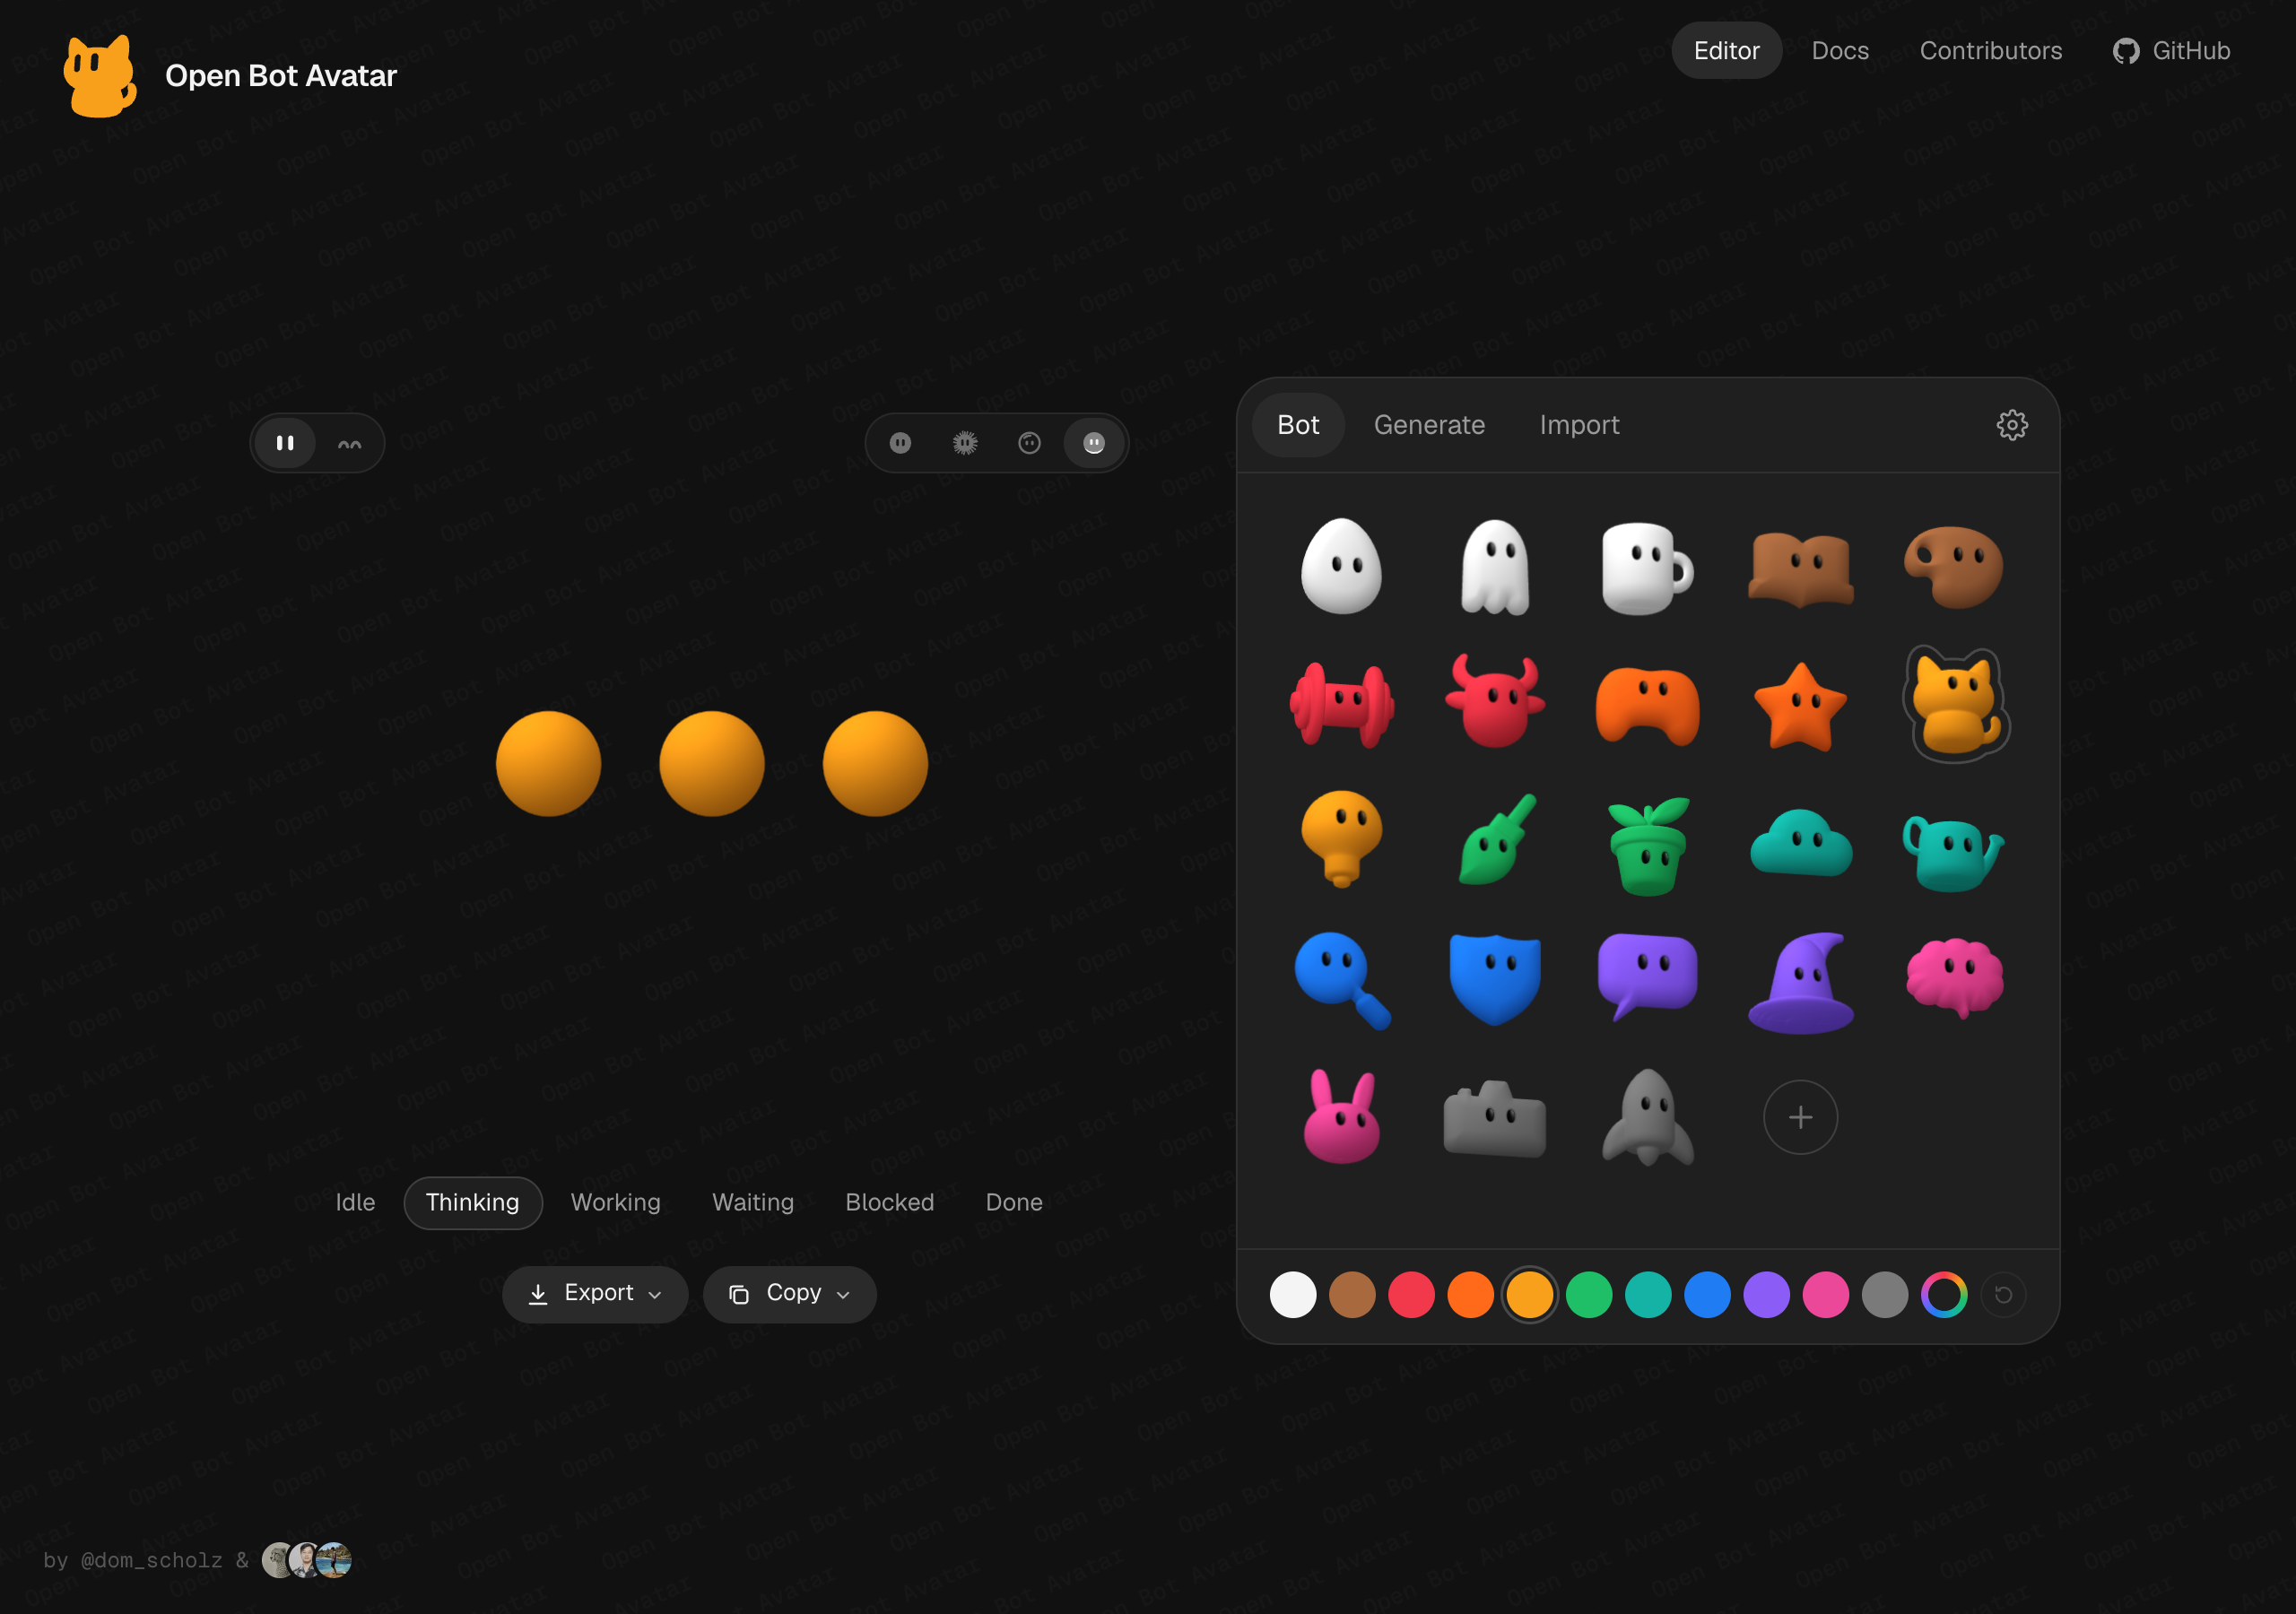 Open Bot Avatar
Editor
Docs
Contributors
GitHub
Bot
Generate
Import
Idle
Thinking
Working
Waiting
Blocked
Done
Export
Copy
by @dom_scholz &